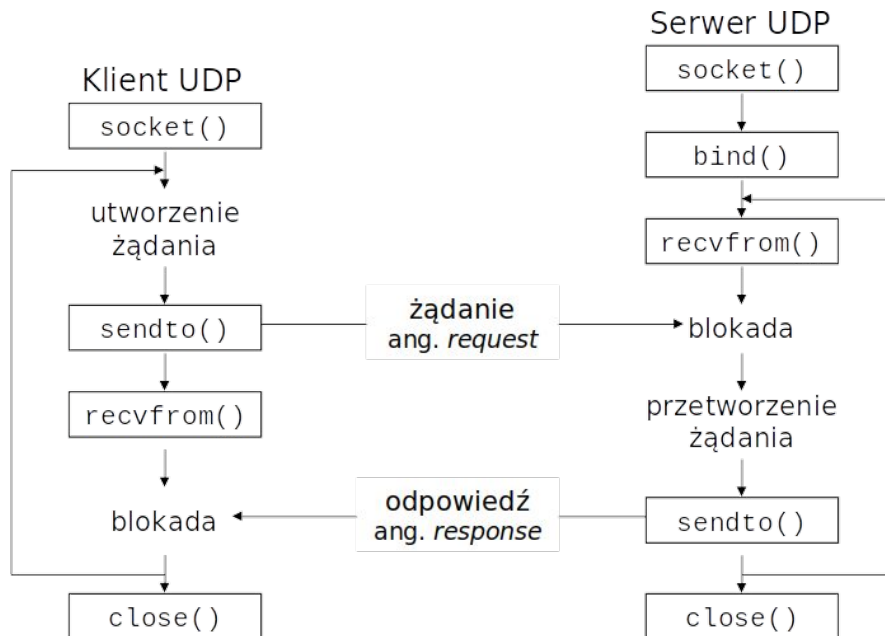 Klient UDP
socket()
utworzenie
żądania
sendto()
recvfrom()
blokada
close()
żądanie
ang. request
odpowiedź
ang. response
Serwer UDP
socket()
bind()
recvfrom()
blokada
przetworzenie
żądania
sendto()
close()